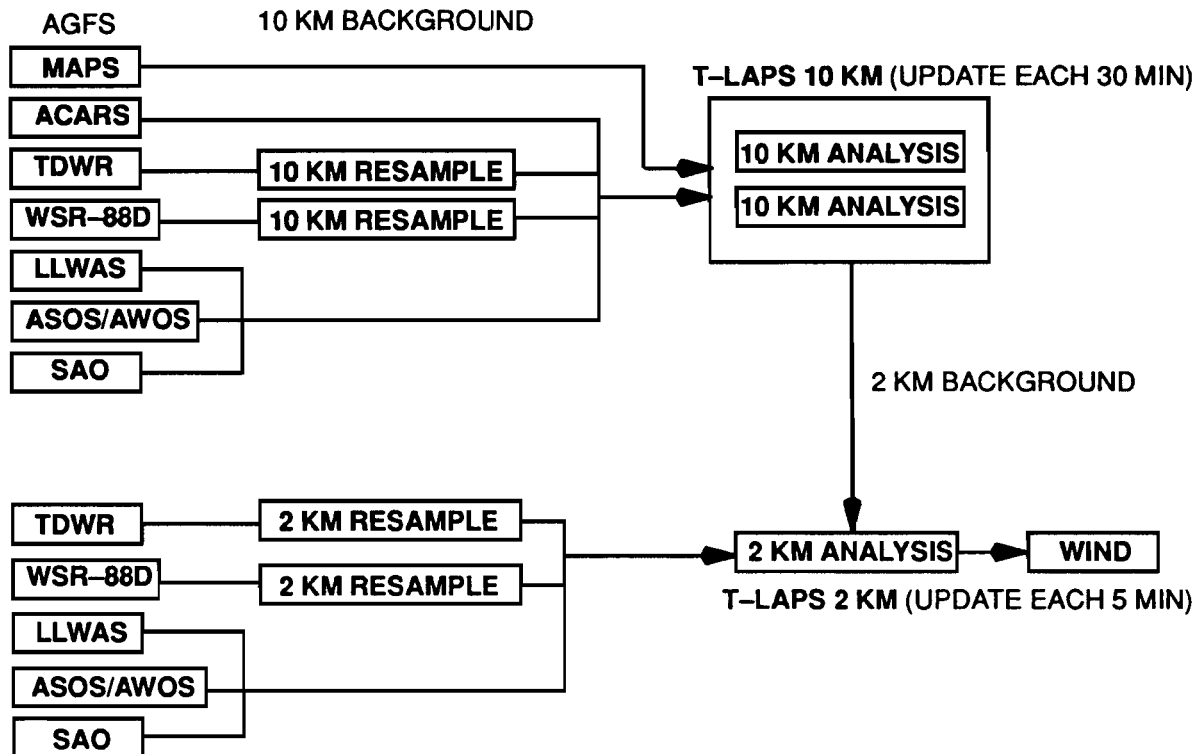 AGFS
10 KM BACKGROUND
MAPS
T–LAPS 10 KM (UPDATE EACH 30 MIN)
ACARS
10 KM ANALYSIS
TDWR
10 KM RESAMPLE
WSR–88D
10 KM RESAMPLE
10 KM ANALYSIS
LLWAS
ASOS/AWOS
SAO
2 KM BACKGROUND
TDWR
2 KM RESAMPLE
2 KM ANALYSIS
WIND
WSR–88D
2 KM RESAMPLE
T–LAPS 2 KM (UPDATE EACH 5 MIN)
LLWAS
ASOS/AWOS
SAO